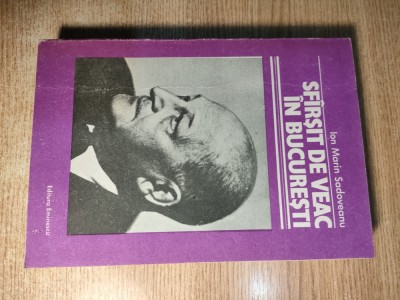 Ion Marin Sadoveanu
SFÎRȘIT DE VEAC
ÎN BUCUREȘTI
Editura Eminescu